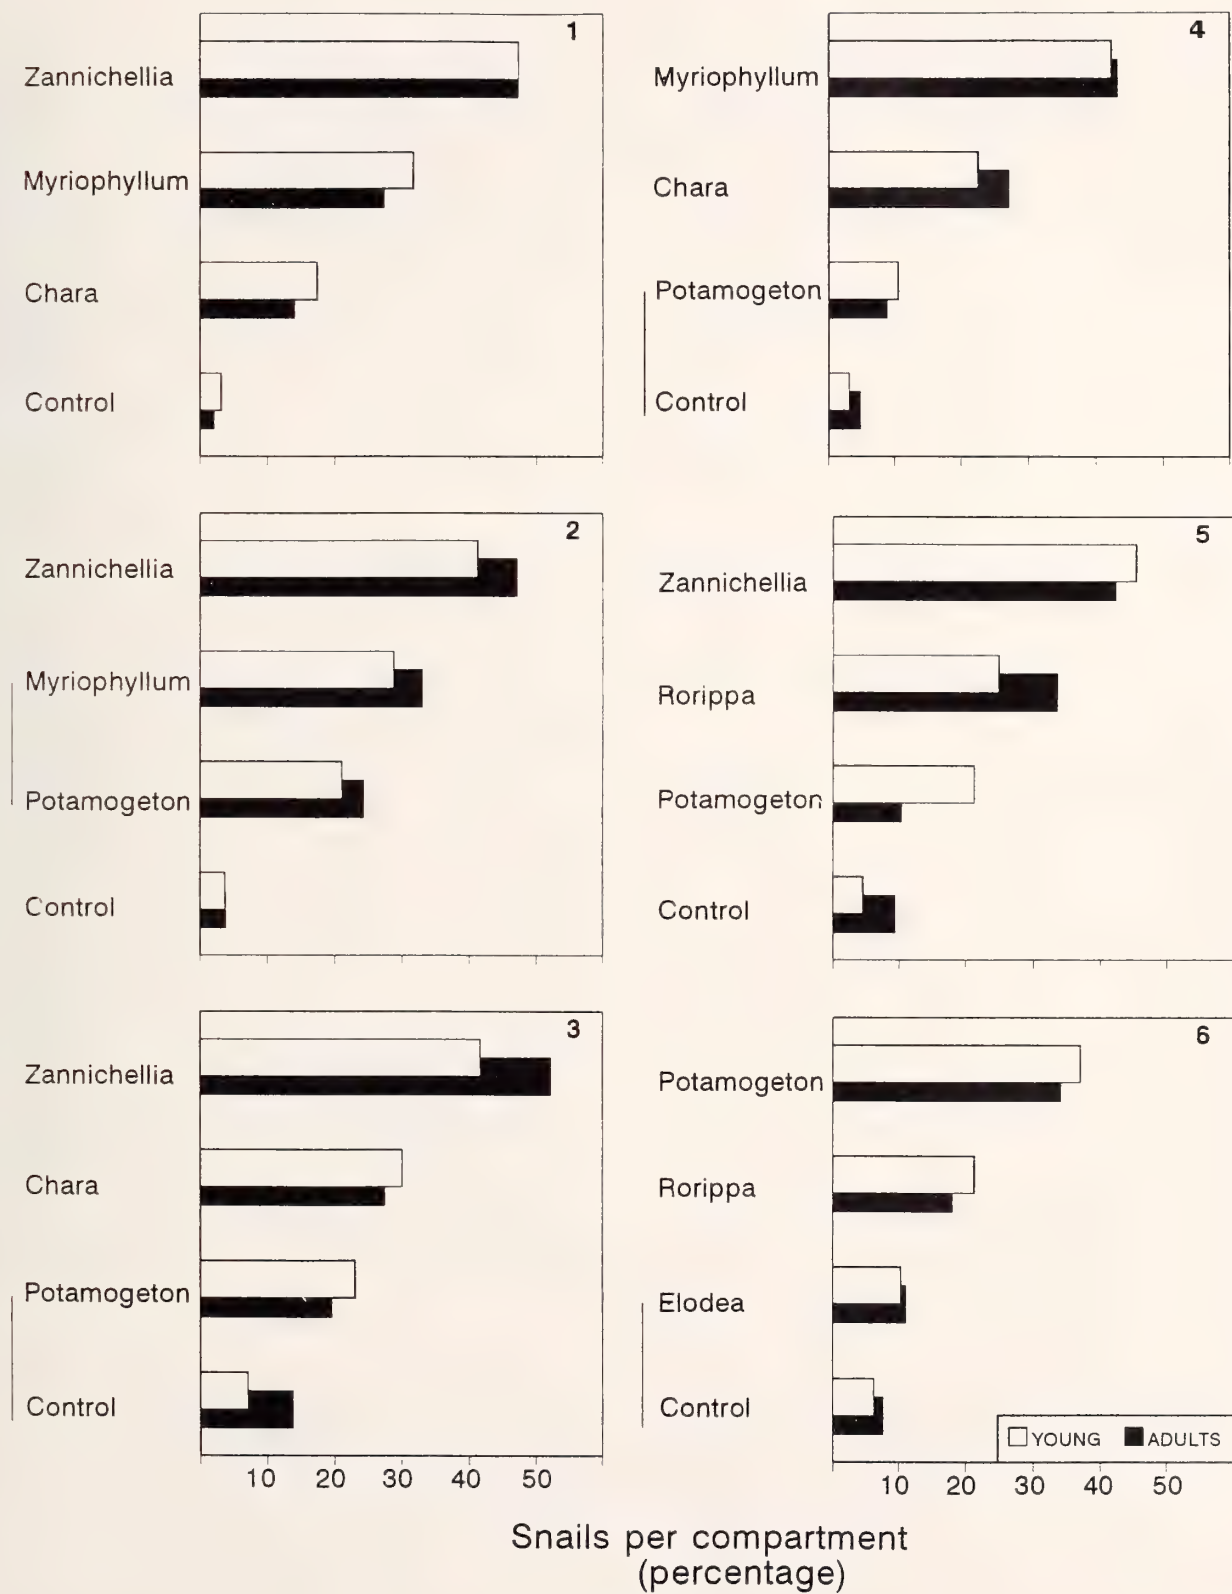 1
Zannichellia
Myriophyllum
Chara
Control
2
Zannichellia
Myriophyllum
Potamogeton
Control
3
Zannichellia
Chara
Potamogeton
Control
10 20 30 40 50
4
Myriophyllum
Chara
Potamogeton
Control
5
Zannichellia
Rorippa
Potamogeton
Control
6
Potamogeton
Rorippa
Elodea
Control
YOUNG ADULTS
10 20 30 40 50
Snails per compartment
(percentage)